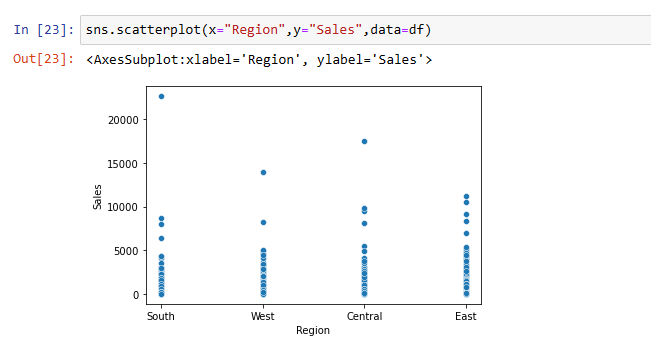 In [23]: sns.scatterplot(x="Region",y="Sales",data=df)
Out[23]: <AxesSubplot:xlabel='Region', ylabel='Sales'>
20000
15000
10000
5000
0
Sales
South West Central East
Region